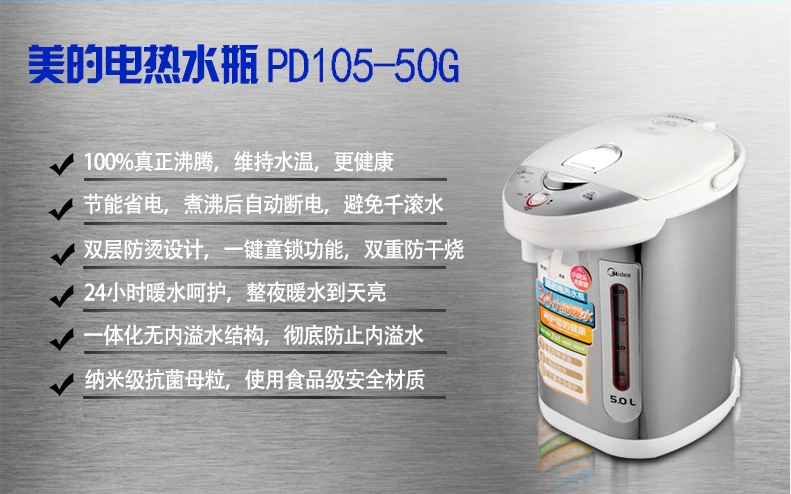 美的电热水瓶PD105-50G
100%真正沸腾，维持水温，更健康
节能省电，煮沸后自动断电，避免千滚水
双层防烫设计，一键童锁功能，双重防干烧
24小时暖水呵护，整夜暖水到天亮
一体化无内溢水结构，彻底防止内溢水
纳米级抗菌母粒，使用食品级安全材质
Midea
5.0 L